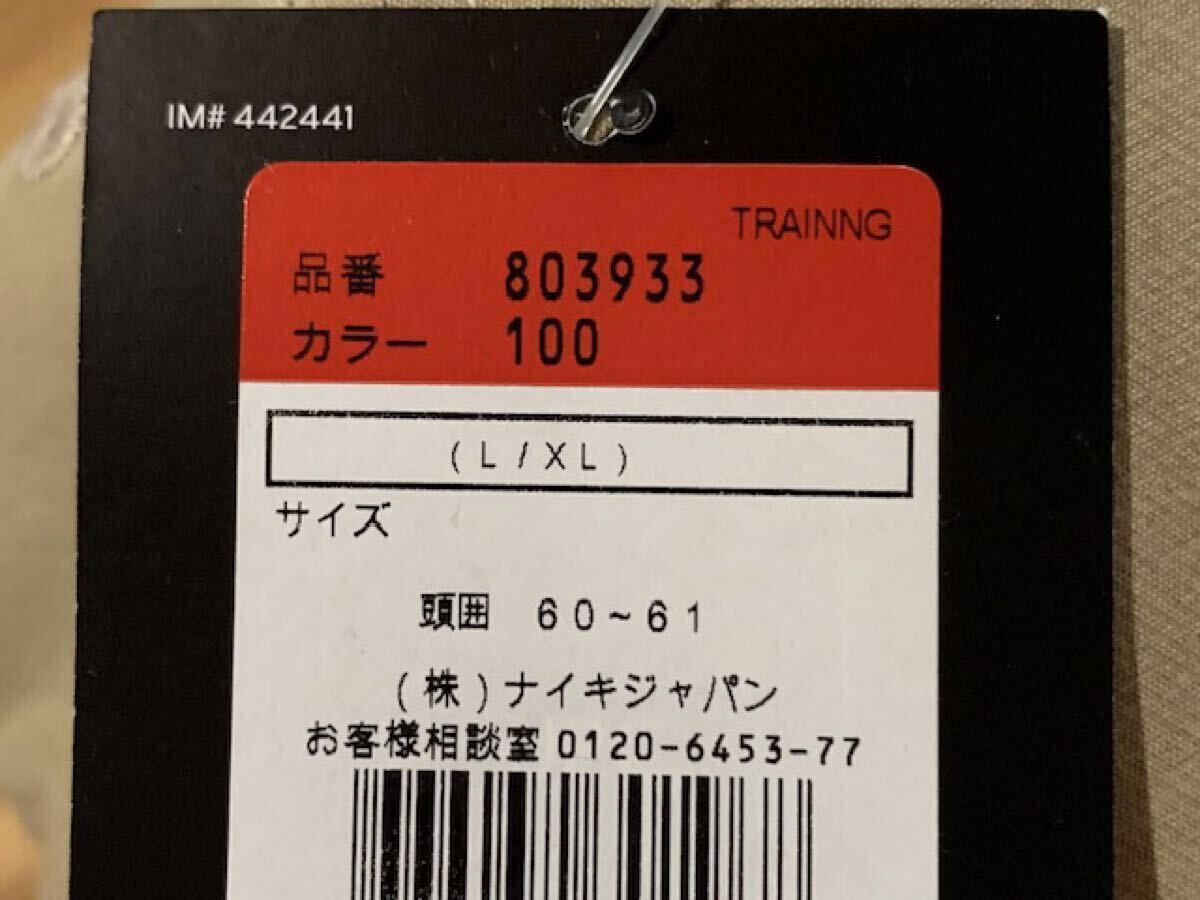 IM# 442441
TRAINNG
品番 803933
カラー 100
(L/XL)
サイズ
頭囲 60~61
(株)ナイキジャパン
お客様相談室 0120-6453-77